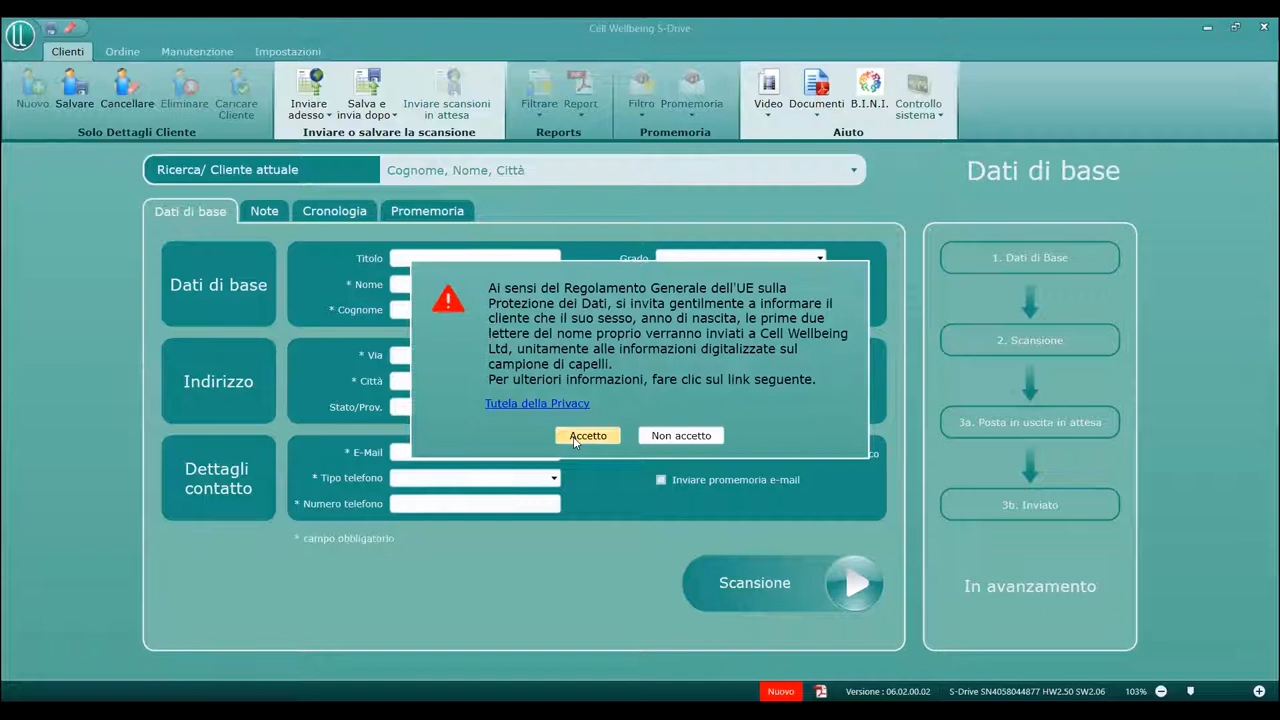 Cell Wellbeing S-Drive
Clienti Ordine Manutenzione Impostazioni
Nuovo Salvare Cancellare Eliminare Caricare Cliente
Inviare adesso Salva e invia dopo Inviare scansioni in attesa
Filtrare Report
Filtro Promemoria
Video Documenti B.I.N.I. Controllo sistema
Solo Dettagli Cliente Inviare o salvare la scansione Reports Promemoria Aiuto
Ricerca/ Cliente attuale Cognome, Nome, Città
Dati di base
Dati di base Note Cronologia Promemoria
Dati di base
Titolo Grado
* Nome
* Cognome
Ai sensi del Regolamento Generale dell'UE sulla
Protezione dei Dati, si invita gentilmente a informare il
cliente che il suo sesso, anno di nascita, le prime due
lettere del nome proprio verranno inviati a Cell Wellbeing
Ltd, unitamente alle informazioni digitalizzate sul
campione di capelli.
Per ulteriori informazioni, fare clic sul link seguente.
Tutela della Privacy
Accetto Non accetto
Indirizzo
* Via
* Città
Stato/Prov.
Dettagli contatto
* E-Mail
* Tipo telefono
Inviare promemoria e-mail
* Numero telefono
* campo obbligatorio
Scansione
1. Dati di Base
2. Scansione
3a. Posta in uscita in attesa
3b. Inviato
In avanzamento
Nuovo Versione : 06.02.00.02 S-Drive SN4058044877 HW2.50 SW2.06 103%